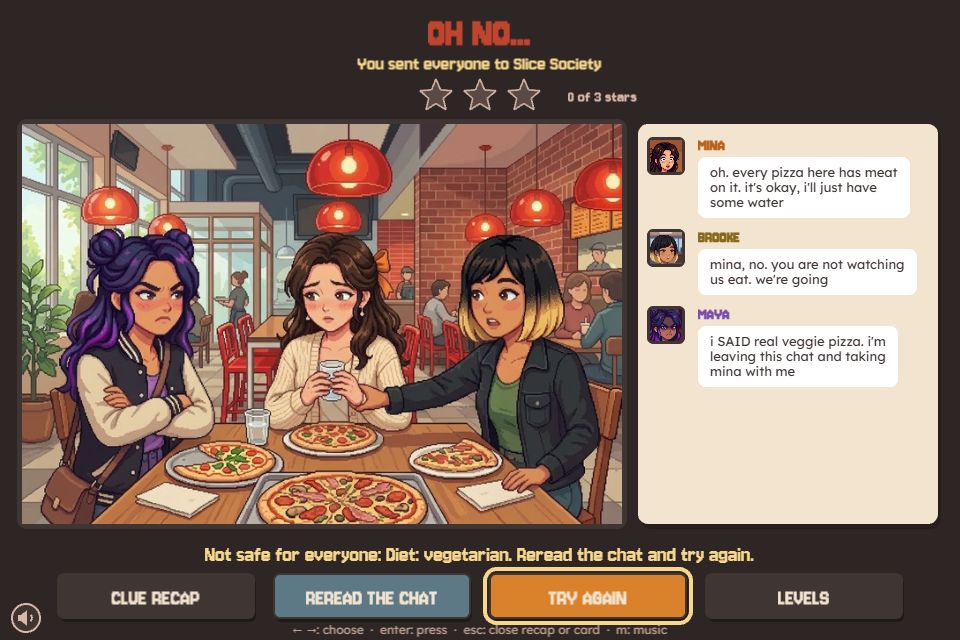 OH NO...
You sent everyone to Slice Society
0 of 3 stars
MINA
oh. every pizza here has meat
on it. it's okay, i'll just have
some water
BROOKE
mina, no. you are not watching
us eat. we're going
MAYA
i SAID real veggie pizza. i'm
leaving this chat and taking
mina with me
Not safe for everyone: Diet: vegetarian. Reread the chat and try again.
CLUE RECAP
REREAD THE CHAT
TRY AGAIN
LEVELS
← →: choose · enter: press · esc: close recap or card · m: music